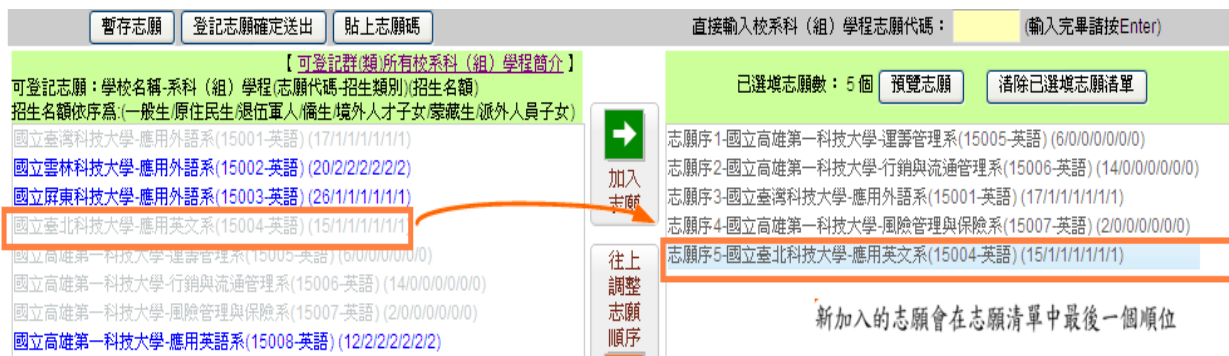 暫存志願 登記志願確定送出 貼上志願碼 直接輸入校系科（組）學程志願代碼： (輸入完畢請按Enter)
【 可登記群(類)所有校系科（組）學程簡介 】
可登記志願：學校名稱-系科（組）學程(志願代碼-招生類別)(招生名額)
招生名額依序為:(一般生/原住民生/退伍軍人/僑生/境外人才子女/蒙藏生/派外人員子女)
國立臺灣科技大學-應用外語系(15001-英語) (17/1/1/1/1/1/1)
國立雲林科技大學-應用外語系(15002-英語) (20/2/2/2/2/2/2)
國立屏東科技大學-應用外語系(15003-英語) (26/1/1/1/1/1/1)
國立臺北科技大學-應用英文系(15004-英語) (15/1/1/1/1/1/1)
國立高雄第一科技大學-運籌管理系(15005-英語) (6/0/0/0/0/0/0)
國立高雄第一科技大學-行銷與流通管理系(15006-英語) (14/0/0/0/0/0/0)
國立高雄第一科技大學-風險管理與保險系(15007-英語) (2/0/0/0/0/0/0)
國立高雄第一科技大學-應用英語系(15008-英語) (12/2/2/2/2/2/2)
加入
志願
往上
調整
志願
順序
已選填志願數：5個 預覽志願 清除已選填志願清單
志願序1-國立高雄第一科技大學-運籌管理系(15005-英語) (6/0/0/0/0/0/0)
志願序2-國立高雄第一科技大學-行銷與流通管理系(15006-英語) (14/0/0/0/0/0/0)
志願序3-國立臺灣科技大學-應用外語系(15001-英語) (17/1/1/1/1/1/1)
志願序4-國立高雄第一科技大學-風險管理與保險系(15007-英語) (2/0/0/0/0/0/0)
志願序5-國立臺北科技大學-應用英文系(15004-英語) (15/1/1/1/1/1/1)
新加入的志願會在志願清單中最後一個順位